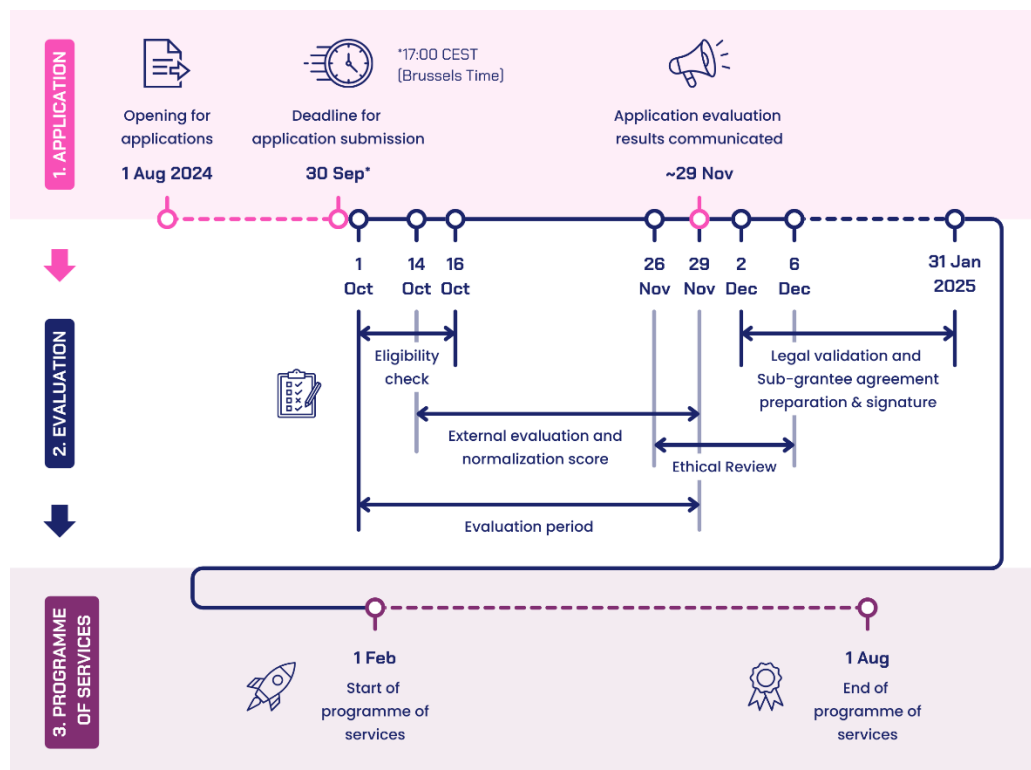 1. APPLICATION
*17:00 CEST
(Brussels Time)
Opening for
applications
1 Aug 2024
Deadline for
application submission
30 Sep*
Application evaluation
results communicated
~29 Nov
1
Oct
14
Oct
16
Oct
26
Nov
29
Nov
2
Dec
6
Dec
31 Jan
2025
2. EVALUATION
Eligibility
check
Legal validation and
Sub-grantee agreement
preparation & signature
External evaluation and
normalization score
Ethical Review
Evaluation period
3. PROGRAMME
OF SERVICES
1 Feb
Start of
programme of
services
1 Aug
End of
programme of
services